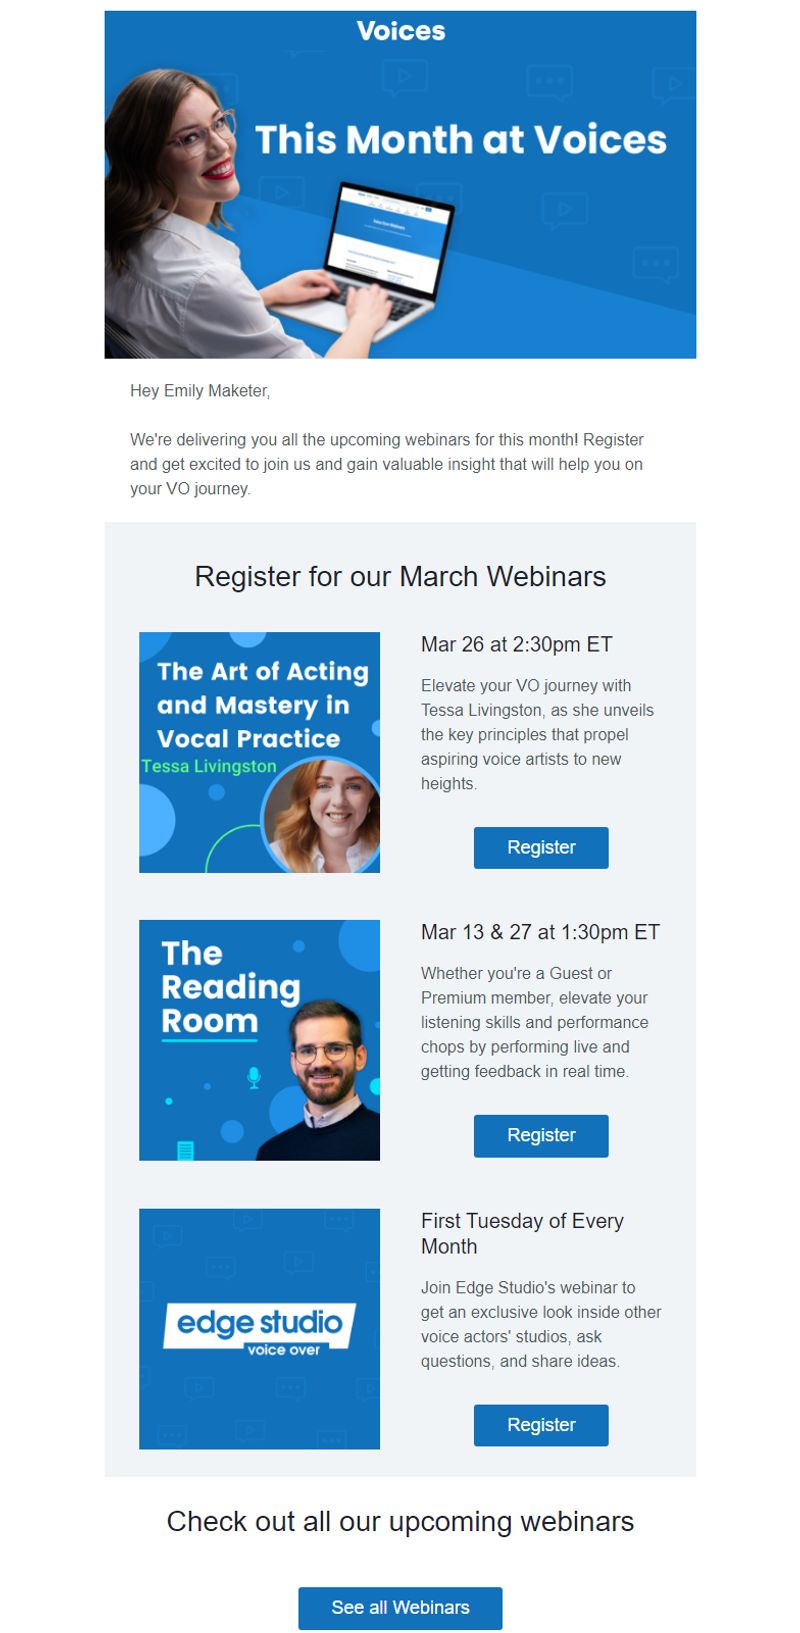 Voices
This Month at Voices
Hey Emily Maketer,
We're delivering you all the upcoming webinars for this month! Register
and get excited to join us and gain valuable insight that will help you on
your VO journey.
Register for our March Webinars
The Art of Acting
and Mastery in
Vocal Practice
Tessa Livingston
Mar 26 at 2:30pm ET
Elevate your VO journey with
Tessa Livingston, as she unveils
the key principles that propel
aspiring voice artists to new
heights.
Register
The
Reading
Room
Mar 13 & 27 at 1:30pm ET
Whether you're a Guest or
Premium member, elevate your
listening skills and performance
chops by performing live and
getting feedback in real time.
Register
edge studio
voice over
First Tuesday of Every
Month
Join Edge Studio's webinar to
get an exclusive look inside other
voice actors' studios, ask
questions, and share ideas.
Register
Check out all our upcoming webinars
See all Webinars